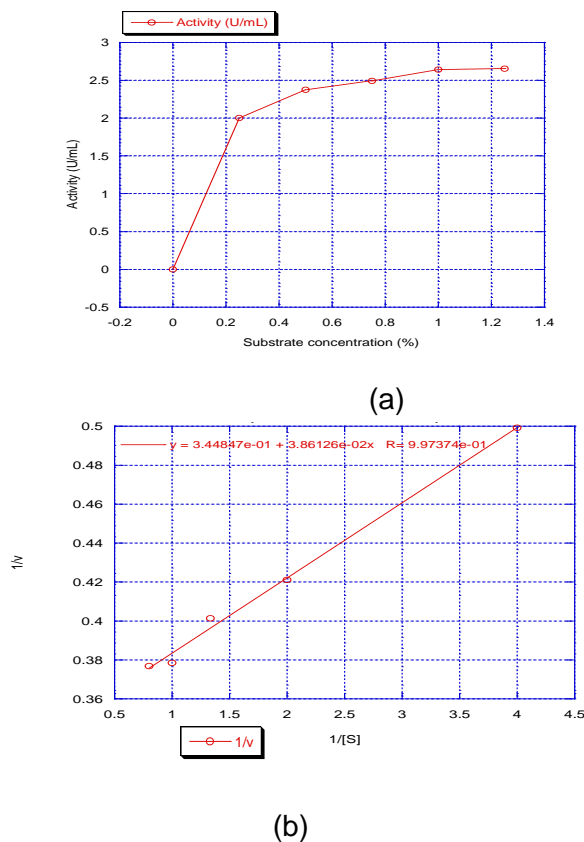 Activity (U/mL)
3
2.5
2
1.5
1
0.5
0
-0.5
Activity (U/mL)
-0.2 0 0.2 0.4 0.6 0.8 1 1.2 1.4
Substrate concentration (%)
(a)
y = 3.44847e-01 + 3.86126e-02x R= 9.97374e-01
0.5
0.48
0.46
0.44
0.42
0.4
0.38
0.36
1/v
0.5 1 1.5 2 2.5 3 3.5 4 4.5
1/[S]
1/v
(b)